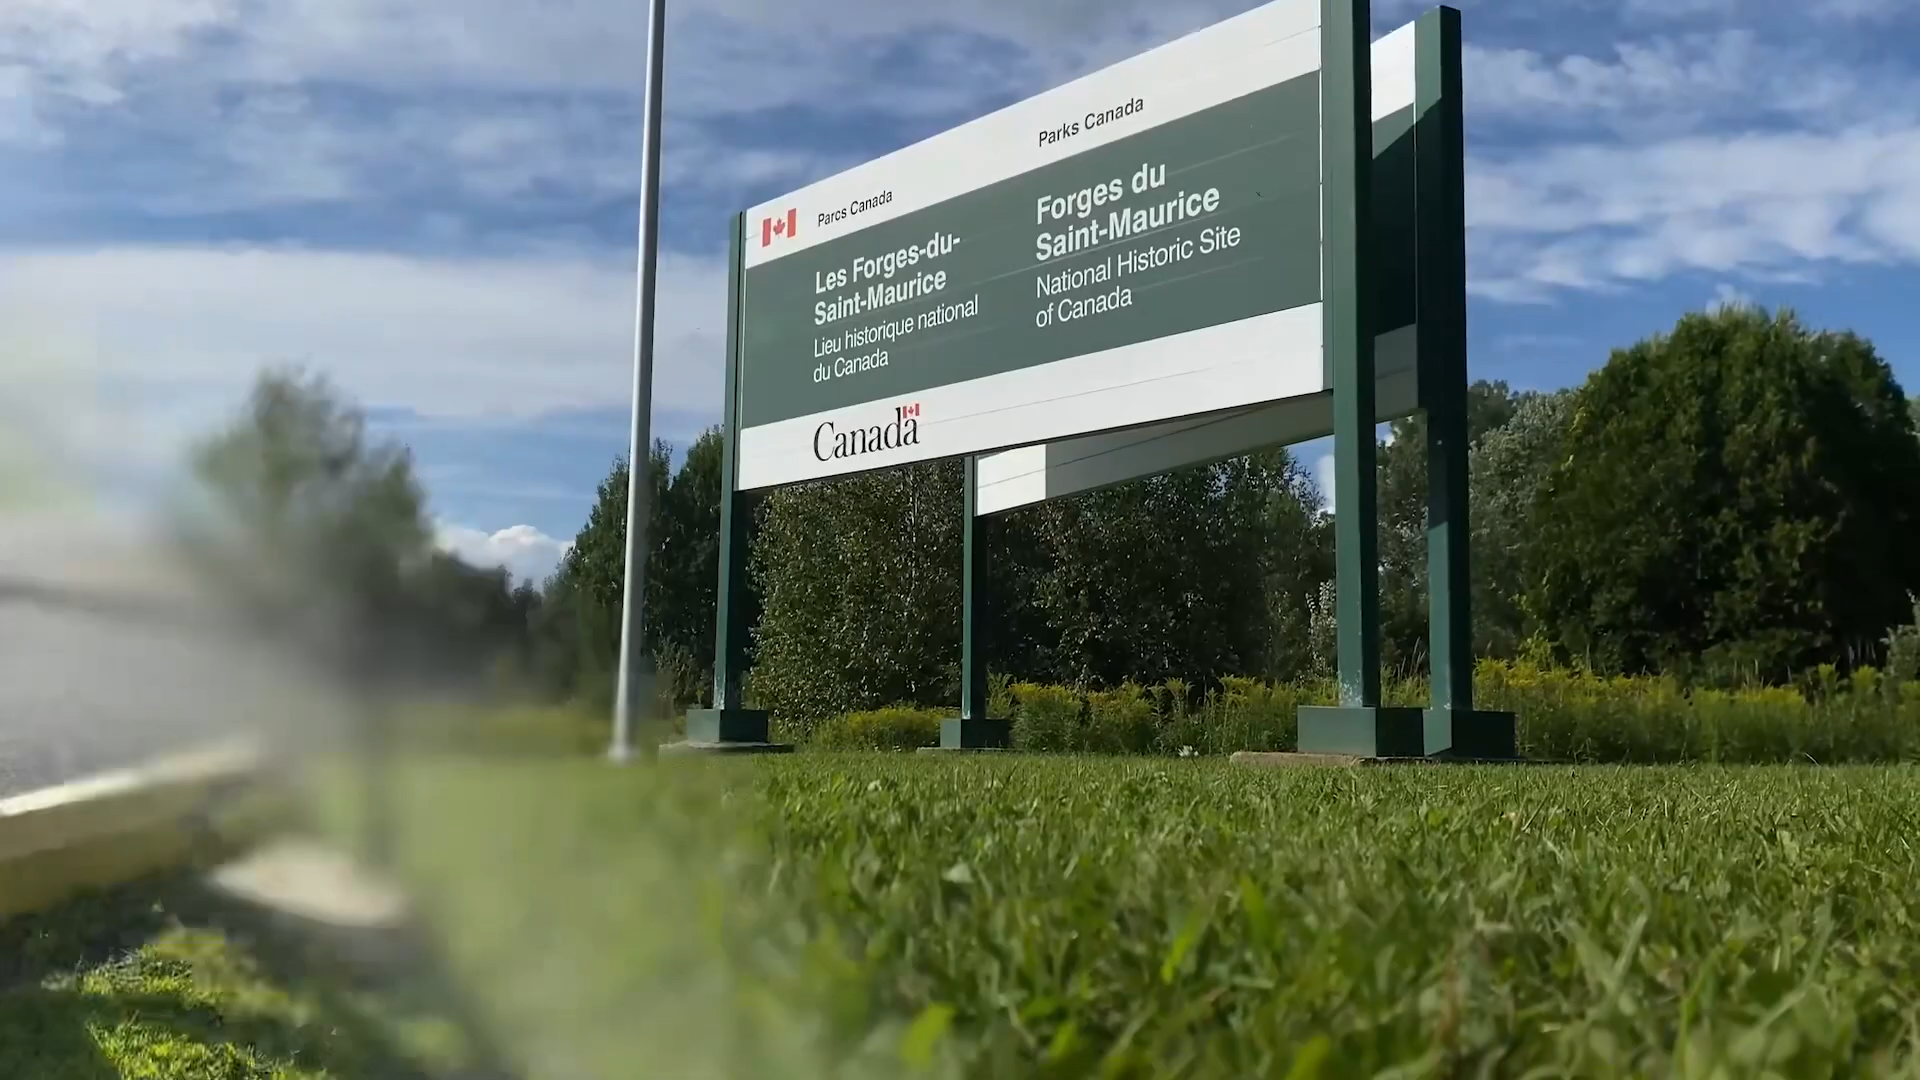 Parcs Canada
Les Forges-du-
Saint-Maurice
Lieu historique national
du Canada
Parks Canada
Forges du
Saint-Maurice
National Historic Site
of Canada
Canada